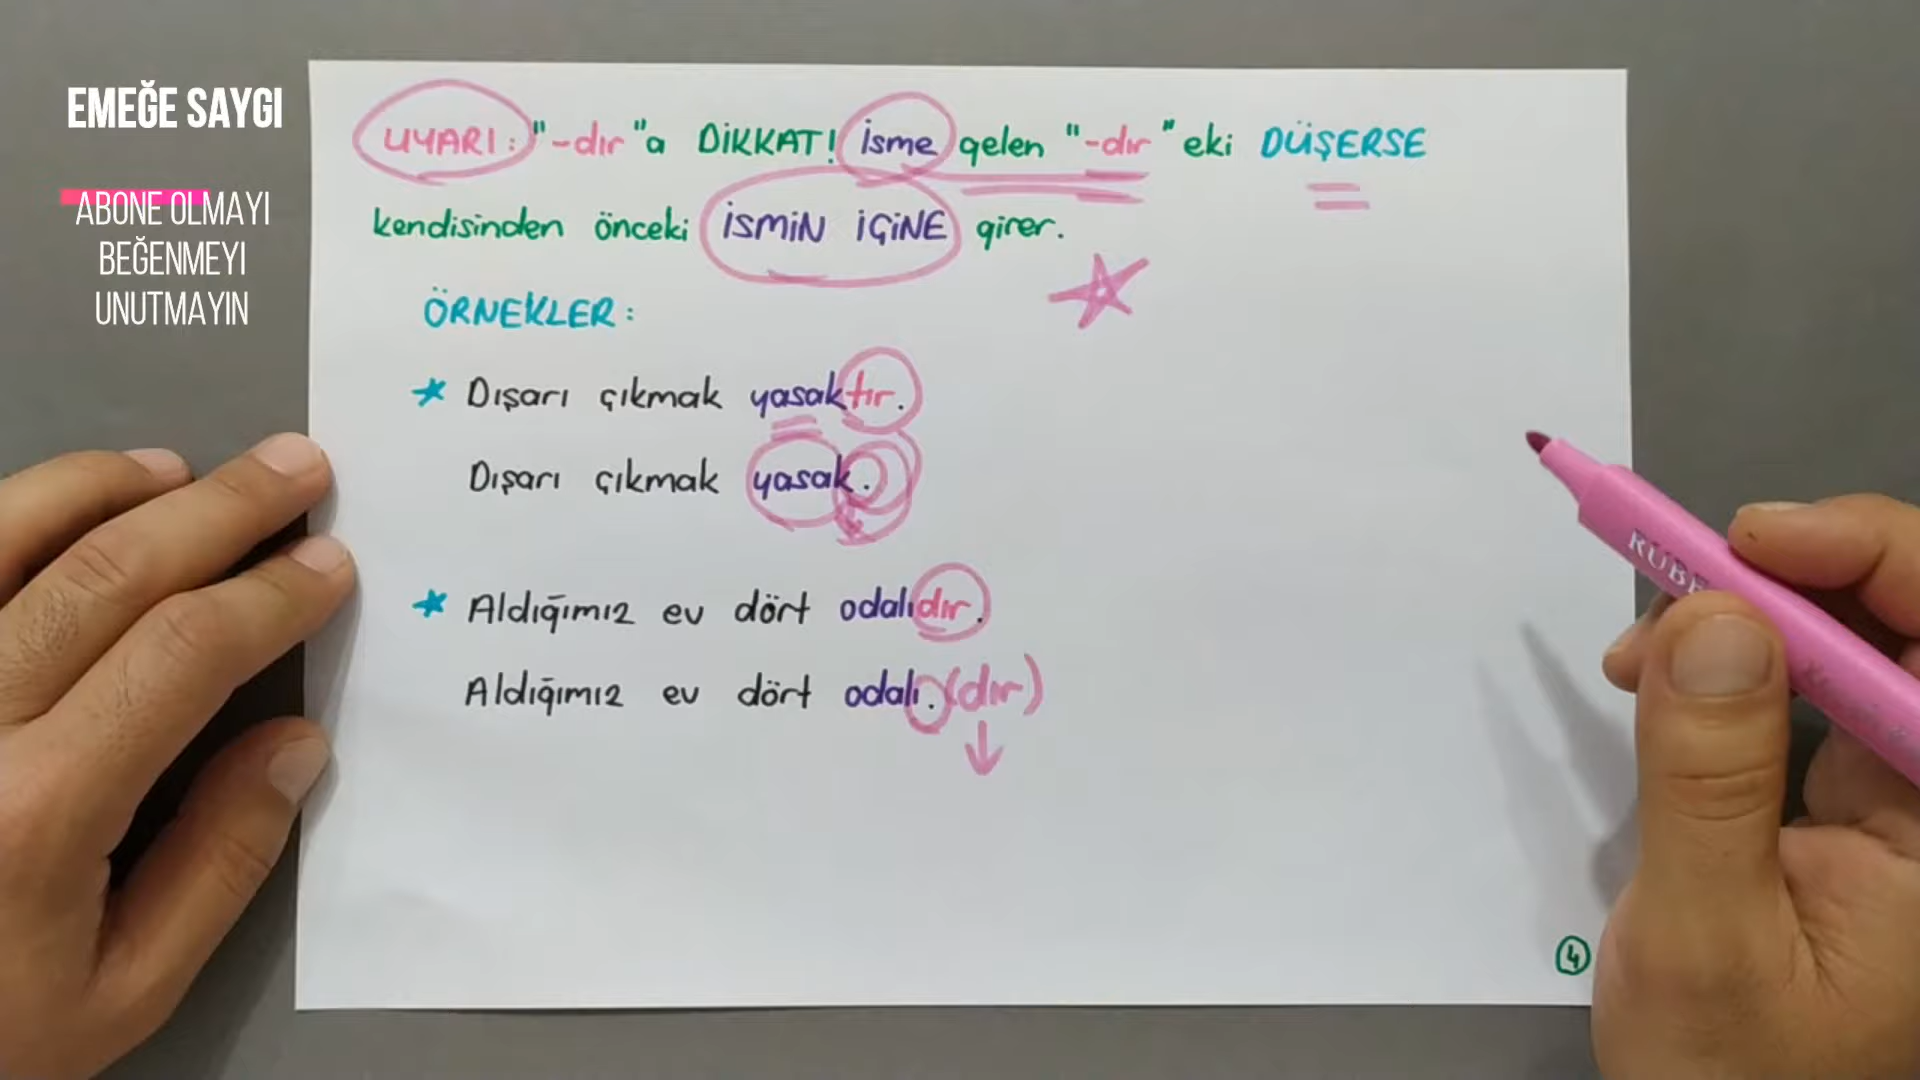 EMEĞE SAYGI
ABONE OLMAYI
BEĞENMEYİ
UNUTMAYIN
UYARI: "-dır"a DİKKAT! İsme gelen "-dır" eki DÜŞERSE
kendisinden önceki İSMİN İÇİNE girer.
ÖRNEKLER:
* Dışarı çıkmak yasaktır.
Dışarı çıkmak yasak.
* Aldığımız ev dört odalıdır.
Aldığımız ev dört odalı. (dır)
4